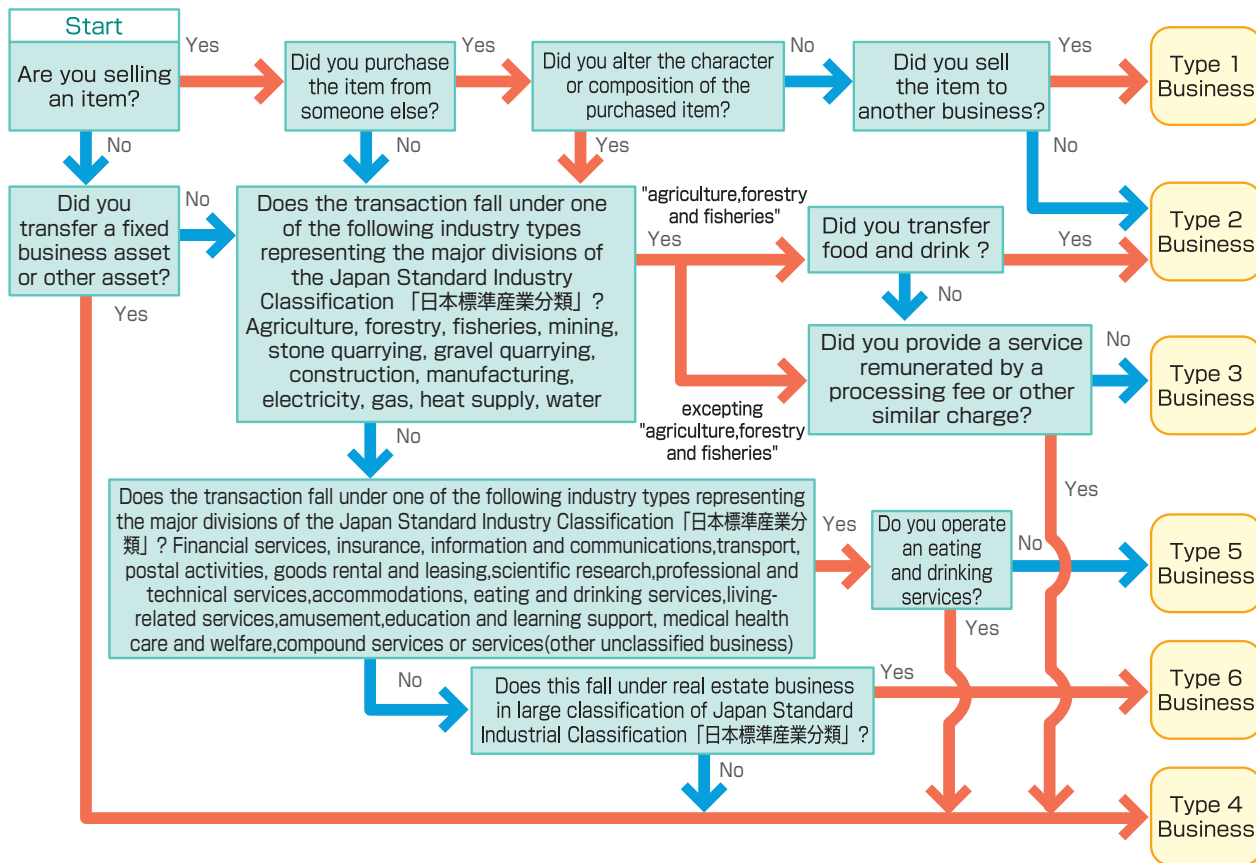 Start
Are you selling
an item?
Yes
No
Did you purchase
the item from
someone else?
Yes
No
Did you alter the character
or composition of the
purchased item?
No
Yes
Did you sell
the item to
another business?
Yes
No
Type 1
Business
Did you
transfer a fixed
business asset
or other asset?
No
Yes
Does the transaction fall under one
of the following industry types
representing the major divisions of
the Japan Standard Industry
Classification 「日本標準産業分類」?
Agriculture, forestry, fisheries, mining,
stone quarrying, gravel quarrying,
construction, manufacturing,
electricity, gas, heat supply, water
Yes
No
"agriculture,forestry
and fisheries"
excepting
"agriculture,forestry
and fisheries"
Did you transfer
food and drink ?
Yes
No
Type 2
Business
Did you provide a service
remunerated by a
processing fee or other
similar charge?
No
Yes
Type 3
Business
Does the transaction fall under one of the following industry types representing
the major divisions of the Japan Standard Industry Classification「日本標準産業分
類」? Financial services, insurance, information and communications,transport,
postal activities, goods rental and leasing,scientific research,professional and
technical services,accommodations, eating and drinking services,living-
related services,amusement,education and learning support, medical health
care and welfare,compound services or services(other unclassified business)
Yes
No
Do you operate
an eating
and drinking
services?
No
Yes
Type 5
Business
Does this fall under real estate business
in large classification of Japan Standard
Industrial Classification「日本標準産業分類」?
Yes
No
Type 6
Business
Type 4
Business